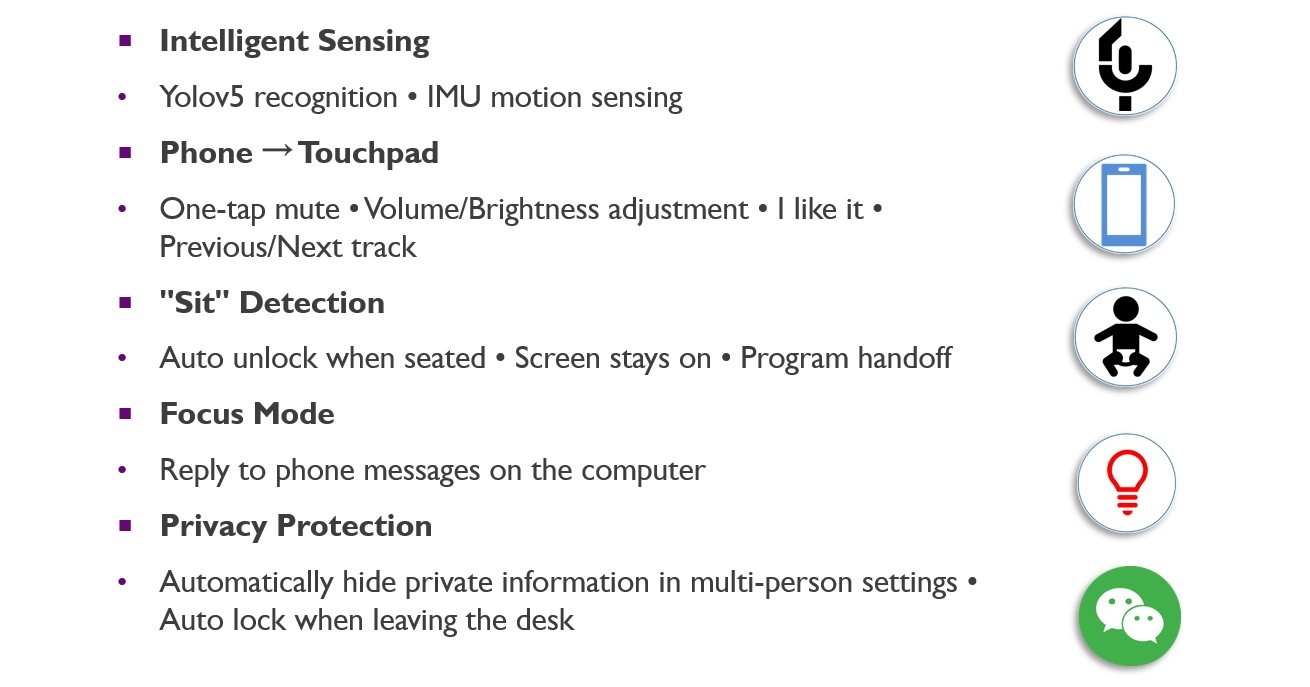 ■ Intelligent Sensing
• Yolov5 recognition • IMU motion sensing
■ Phone → Touchpad
• One-tap mute • Volume/Brightness adjustment • I like it •
Previous/Next track
■ "Sit" Detection
• Auto unlock when seated • Screen stays on • Program handoff
■ Focus Mode
• Reply to phone messages on the computer
■ Privacy Protection
• Automatically hide private information in multi-person settings •
Auto lock when leaving the desk